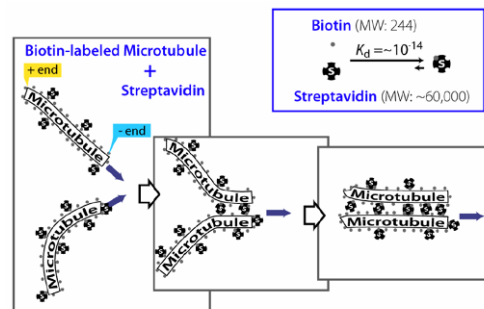 Biotin-labeled Microtubule
+
Streptavidin
+ end
- end
Microtubule
Microtubule
Biotin (MW: 244)
Kd =~10-14
S
S
Streptavidin (MW: ~60,000)
Microtubule
Microtubule
Microtubule
Microtubule